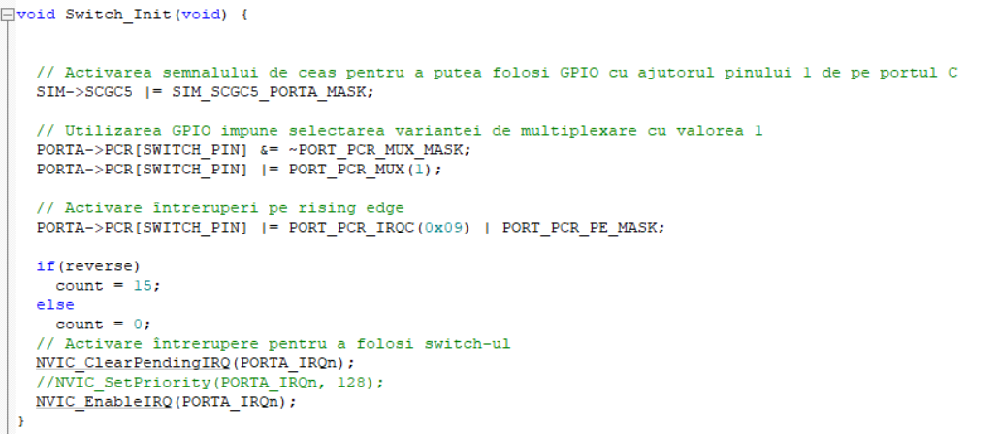 void Switch_Init(void) {
// Activarea semnalului de ceas pentru a putea folosi GPIO cu ajutorul pinului 1 de pe portul C
SIM->SCGC5 |= SIM_SCGC5_PORTA_MASK;
// Utilizarea GPIO impune selectarea variantei de multiplexare cu valorea 1
PORTA->PCR[SWITCH_PIN] &= ~PORT_PCR_MUX_MASK;
PORTA->PCR[SWITCH_PIN] |= PORT_PCR_MUX(1);
// Activare întreruperi pe rising edge
PORTA->PCR[SWITCH_PIN] |= PORT_PCR_IRQC(0x09) | PORT_PCR_PE_MASK;
if(reverse)
count = 15;
else
count = 0;
// Activare întrerupere pentru a folosi switch-ul
NVIC_ClearPendingIRQ(PORTA_IRQn);
//NVIC_SetPriority(PORTA_IRQn, 128);
NVIC_EnableIRQ(PORTA_IRQn);
}